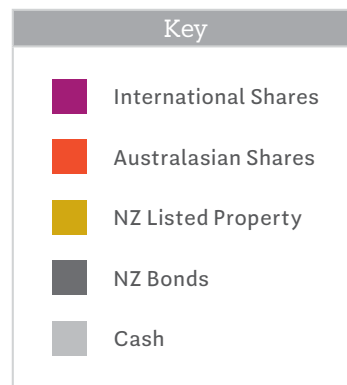 Key
International Shares
Australasian Shares
NZ Listed Property
NZ Bonds
Cash